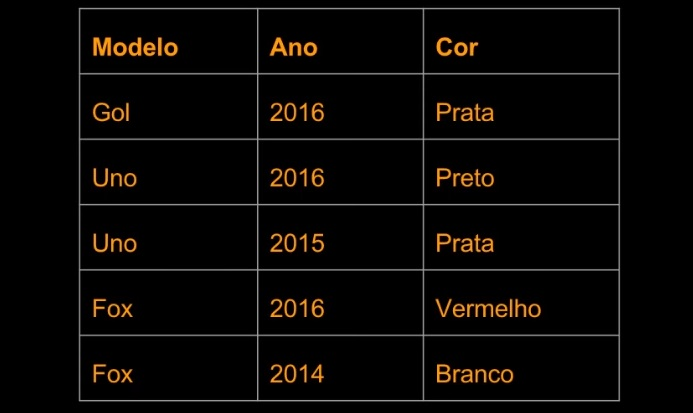 Modelo Ano Cor
Gol 2016 Prata
Uno 2016 Preto
Uno 2015 Prata
Fox 2016 Vermelho
Fox 2014 Branco